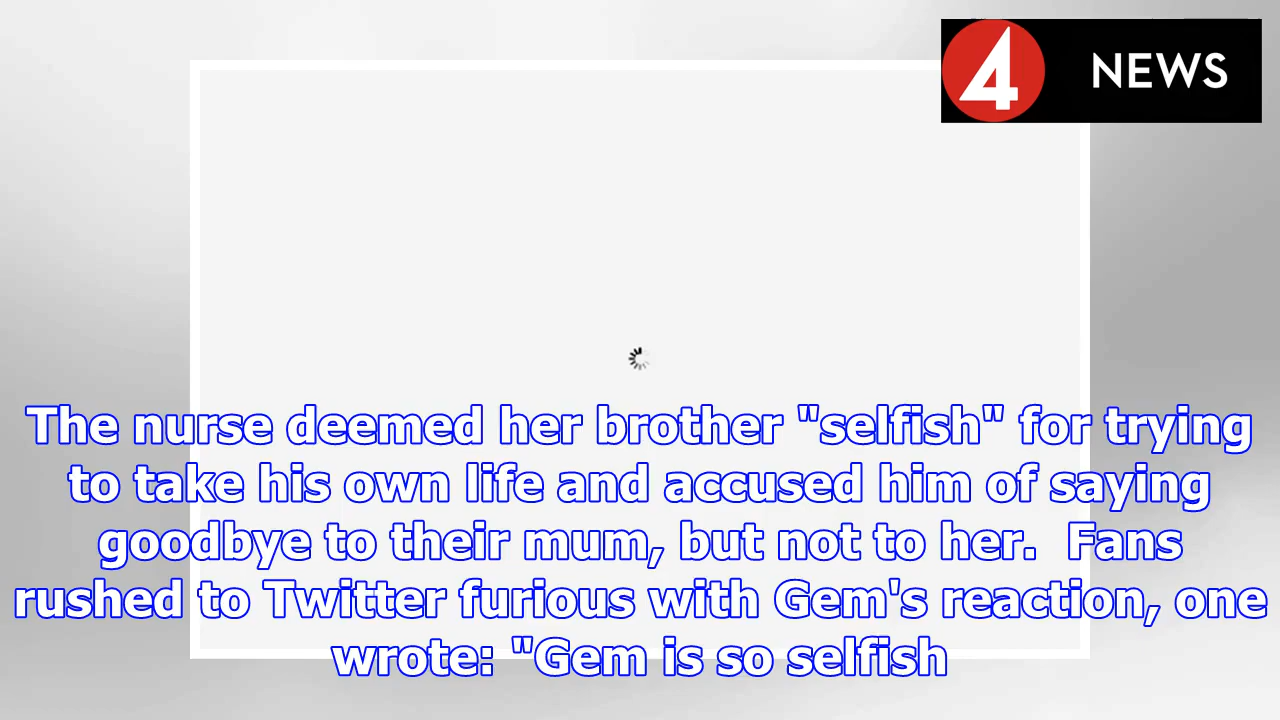 4 NEWS
The nurse deemed her brother "selfish" for trying
to take his own life and accused him of saying
goodbye to their mum, but not to her.  Fans
rushed to Twitter furious with Gem's reaction, one
wrote: "Gem is so selfish